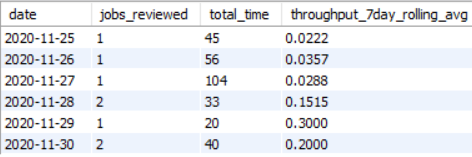 date jobs_reviewed total_time throughput_7day_rolling_avg
2020-11-25 1 45 0.0222
2020-11-26 1 56 0.0357
2020-11-27 1 104 0.0288
2020-11-28 2 33 0.1515
2020-11-29 1 20 0.3000
2020-11-30 2 40 0.2000